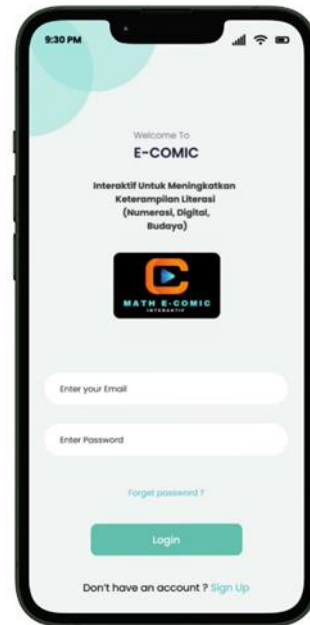 9:30 PM
Welcome To
E-COMIC
Interaktif Untuk Meningkatkan
Keterampilan Literasi
(Numerasi, Digital,
Budaya)
MATH E-COMIC
INTERAKTIF
Enter your Email
Enter Password
Forget password ?
Login
Don't have an account ? Sign Up